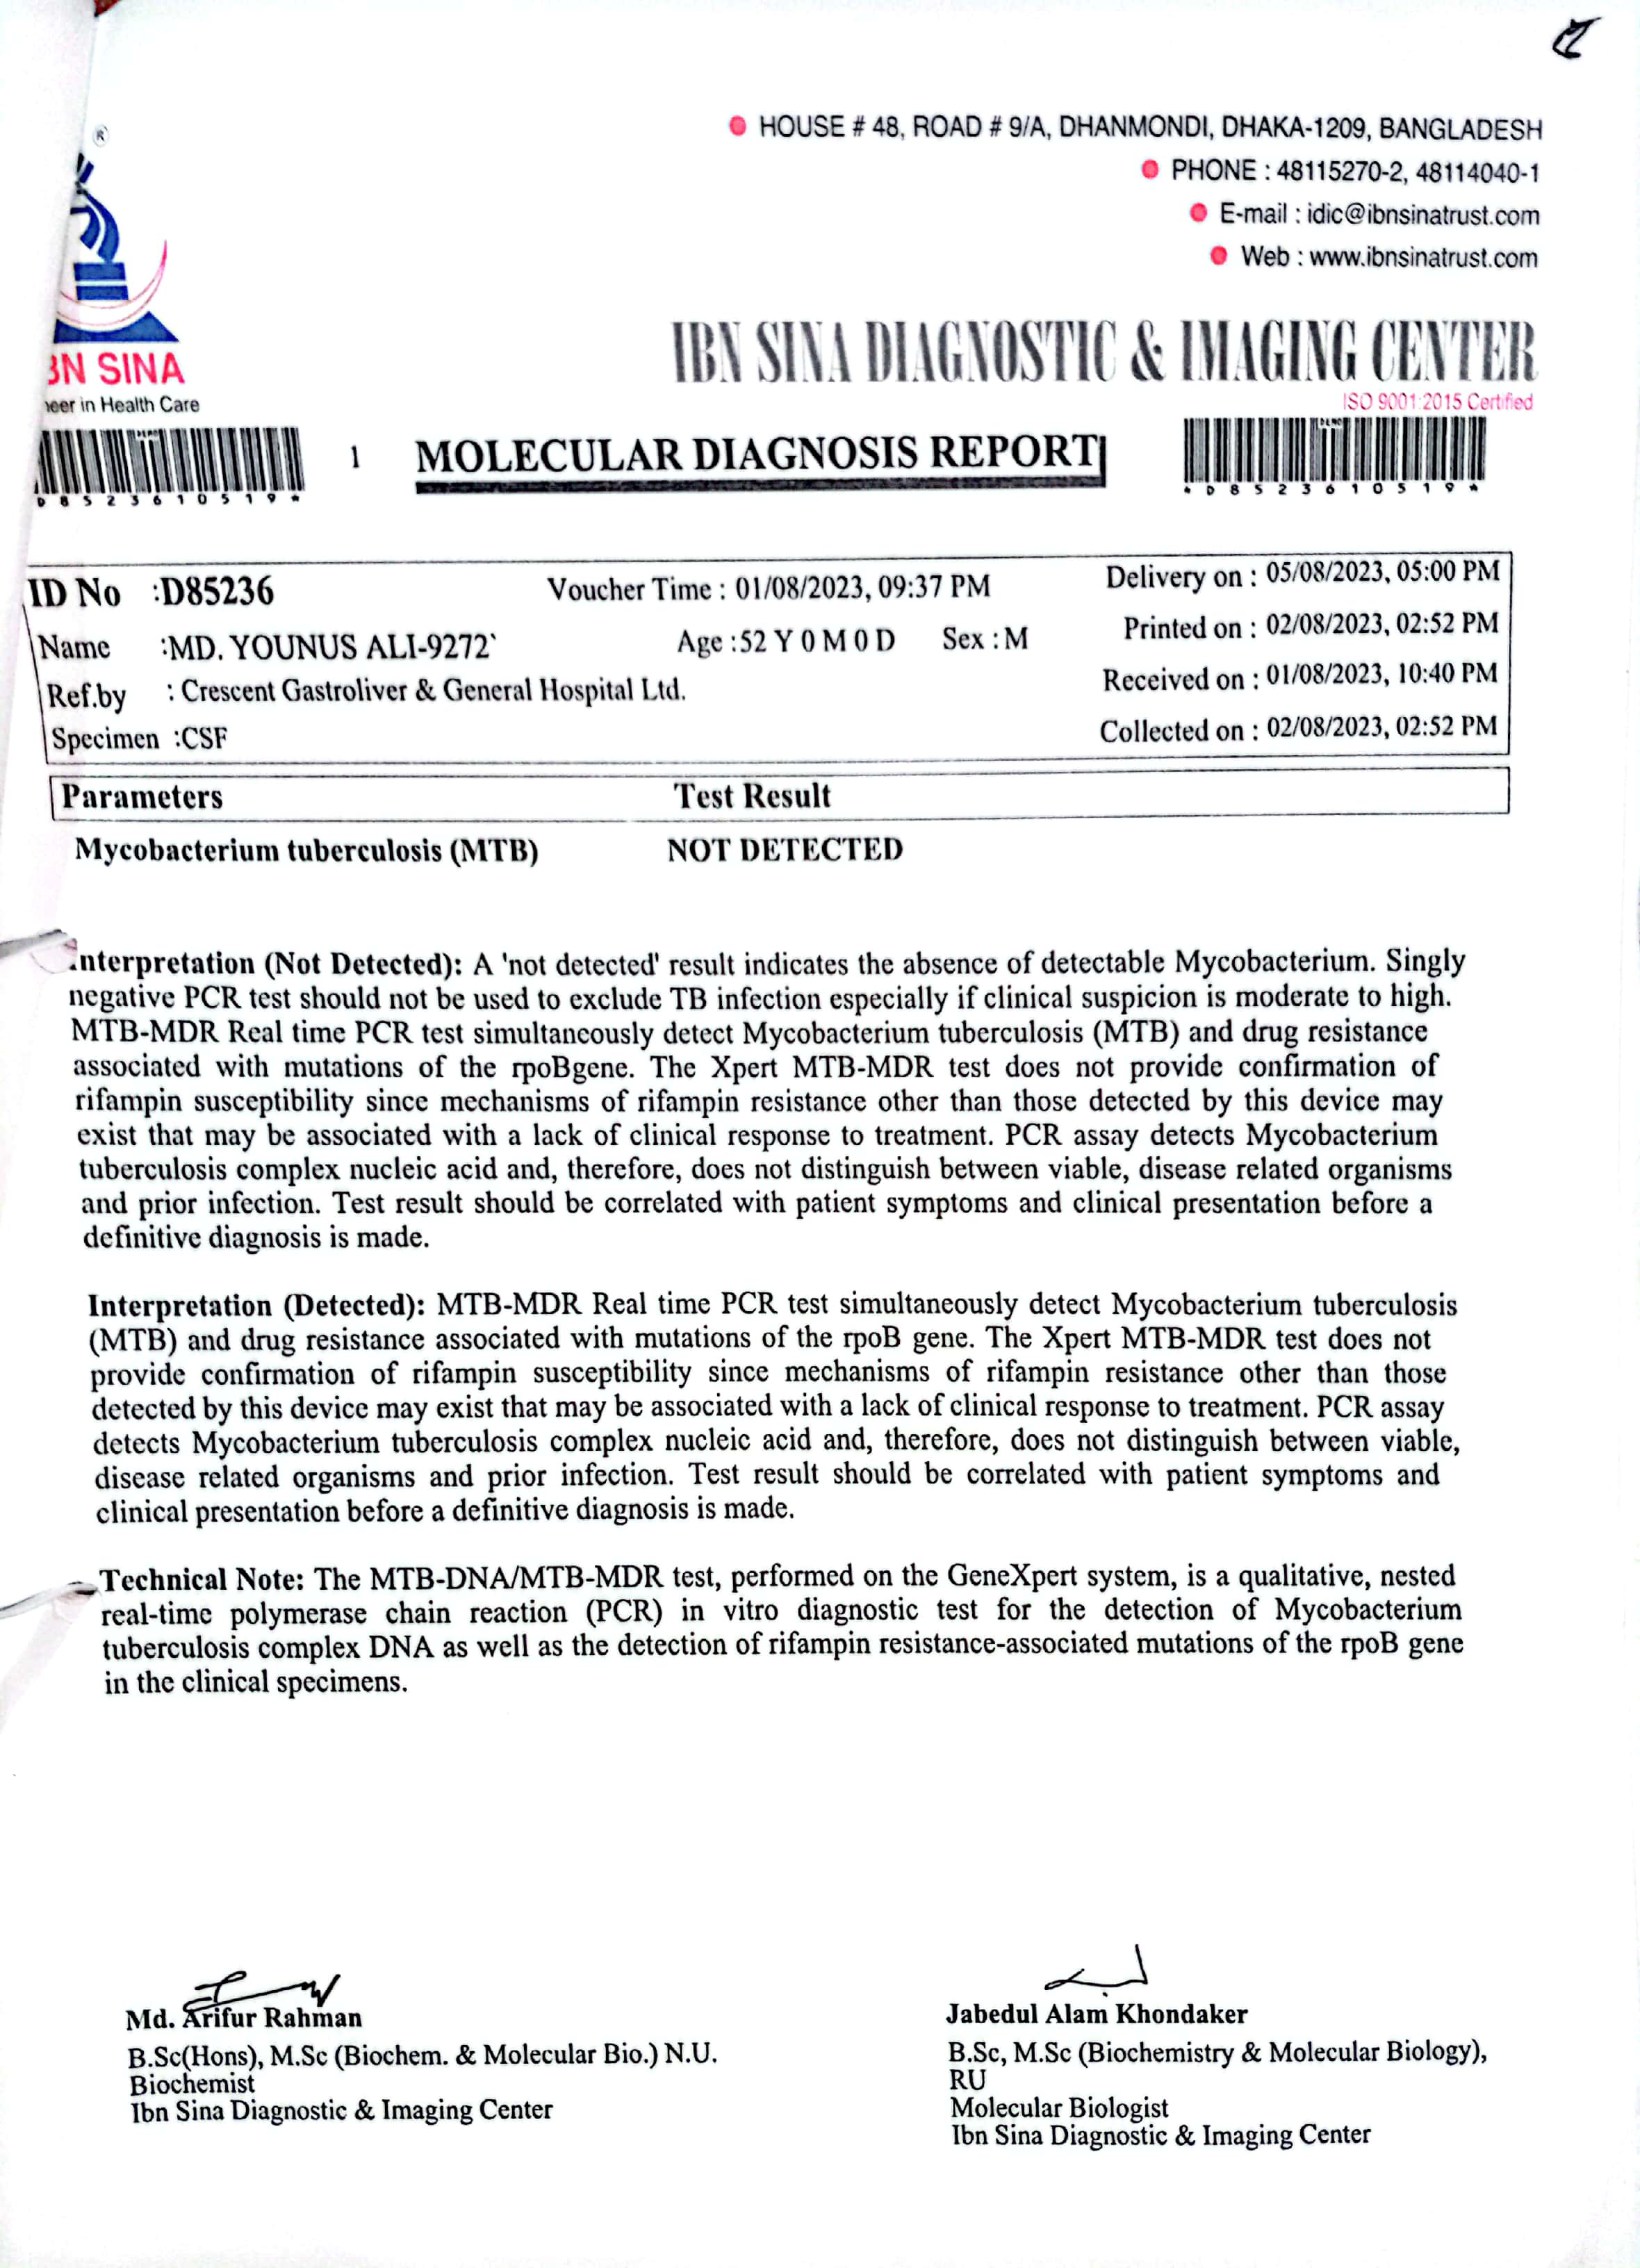 HOUSE # 48, ROAD # 9/A, DHANMONDI, DHAKA-1209, BANGLADESH
PHONE : 48115270-2, 48114040-1
E-mail : idic@ibnsinatrust.com
Web : www.ibnsinatrust.com
®
BN SINA
neer in Health Care
IBN SINA DIAGNOSTIC & IMAGING CENTER
ISO 9001:2015 Certified
DEMO
D8523610519*
1 MOLECULAR DIAGNOSIS REPORT
DEMO
*D8523610519*
ID No :D85236 Voucher Time : 01/08/2023, 09:37 PM Delivery on : 05/08/2023, 05:00 PM
Name :MD. YOUNUS ALI-9272` Age :52 Y 0 M 0 D Sex : M Printed on : 02/08/2023, 02:52 PM
Ref.by : Crescent Gastroliver & General Hospital Ltd. Received on : 01/08/2023, 10:40 PM
Specimen :CSF Collected on : 02/08/2023, 02:52 PM
Parameters Test Result
Mycobacterium tuberculosis (MTB) NOT DETECTED
Interpretation (Not Detected): A 'not detected' result indicates the absence of detectable Mycobacterium. Singly
negative PCR test should not be used to exclude TB infection especially if clinical suspicion is moderate to high.
MTB-MDR Real time PCR test simultaneously detect Mycobacterium tuberculosis (MTB) and drug resistance
associated with mutations of the rpoBgene. The Xpert MTB-MDR test does not provide confirmation of
rifampin susceptibility since mechanisms of rifampin resistance other than those detected by this device may
exist that may be associated with a lack of clinical response to treatment. PCR assay detects Mycobacterium
tuberculosis complex nucleic acid and, therefore, does not distinguish between viable, disease related organisms
and prior infection. Test result should be correlated with patient symptoms and clinical presentation before a
definitive diagnosis is made.
Interpretation (Detected): MTB-MDR Real time PCR test simultaneously detect Mycobacterium tuberculosis
(MTB) and drug resistance associated with mutations of the rpoB gene. The Xpert MTB-MDR test does not
provide confirmation of rifampin susceptibility since mechanisms of rifampin resistance other than those
detected by this device may exist that may be associated with a lack of clinical response to treatment. PCR assay
detects Mycobacterium tuberculosis complex nucleic acid and, therefore, does not distinguish between viable,
disease related organisms and prior infection. Test result should be correlated with patient symptoms and
clinical presentation before a definitive diagnosis is made.
Technical Note: The MTB-DNA/MTB-MDR test, performed on the GeneXpert system, is a qualitative, nested
real-time polymerase chain reaction (PCR) in vitro diagnostic test for the detection of Mycobacterium
tuberculosis complex DNA as well as the detection of rifampin resistance-associated mutations of the rpoB gene
in the clinical specimens.
Md. Arifur Rahman
B.Sc(Hons), M.Sc (Biochem. & Molecular Bio.) N.U.
Biochemist
Ibn Sina Diagnostic & Imaging Center
Jabedul Alam Khondaker
B.Sc, M.Sc (Biochemistry & Molecular Biology),
RU
Molecular Biologist
Ibn Sina Diagnostic & Imaging Center